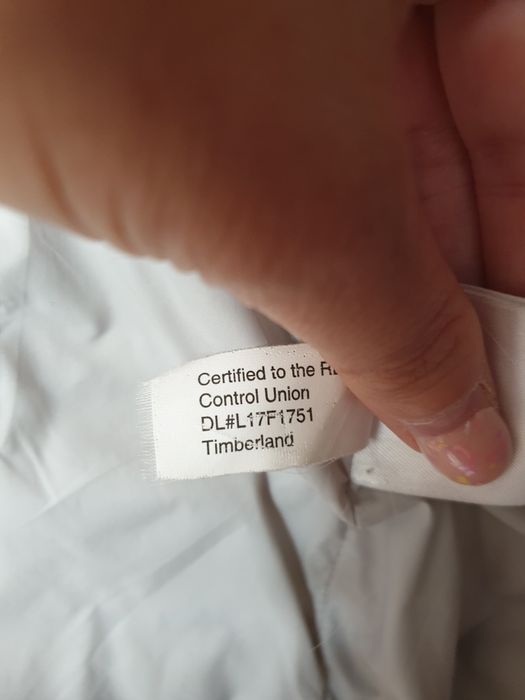 Certified to the
Control Union
DL#L17F1751
Timberland